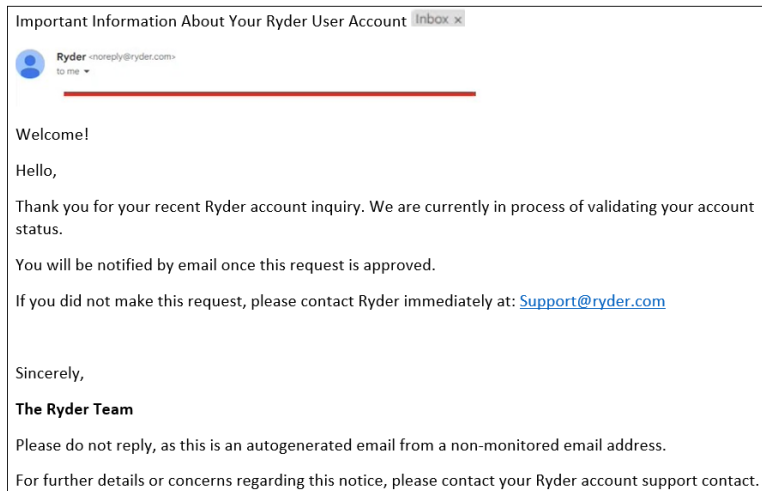 Important Information About Your Ryder User Account Inbox ×
Ryder <noreply@ryder.com>
to me
Welcome!
Hello,
Thank you for your recent Ryder account inquiry. We are currently in process of validating your account
status.
You will be notified by email once this request is approved.
If you did not make this request, please contact Ryder immediately at: Support@ryder.com
Sincerely,
The Ryder Team
Please do not reply, as this is an autogenerated email from a non-monitored email address.
For further details or concerns regarding this notice, please contact your Ryder account support contact.